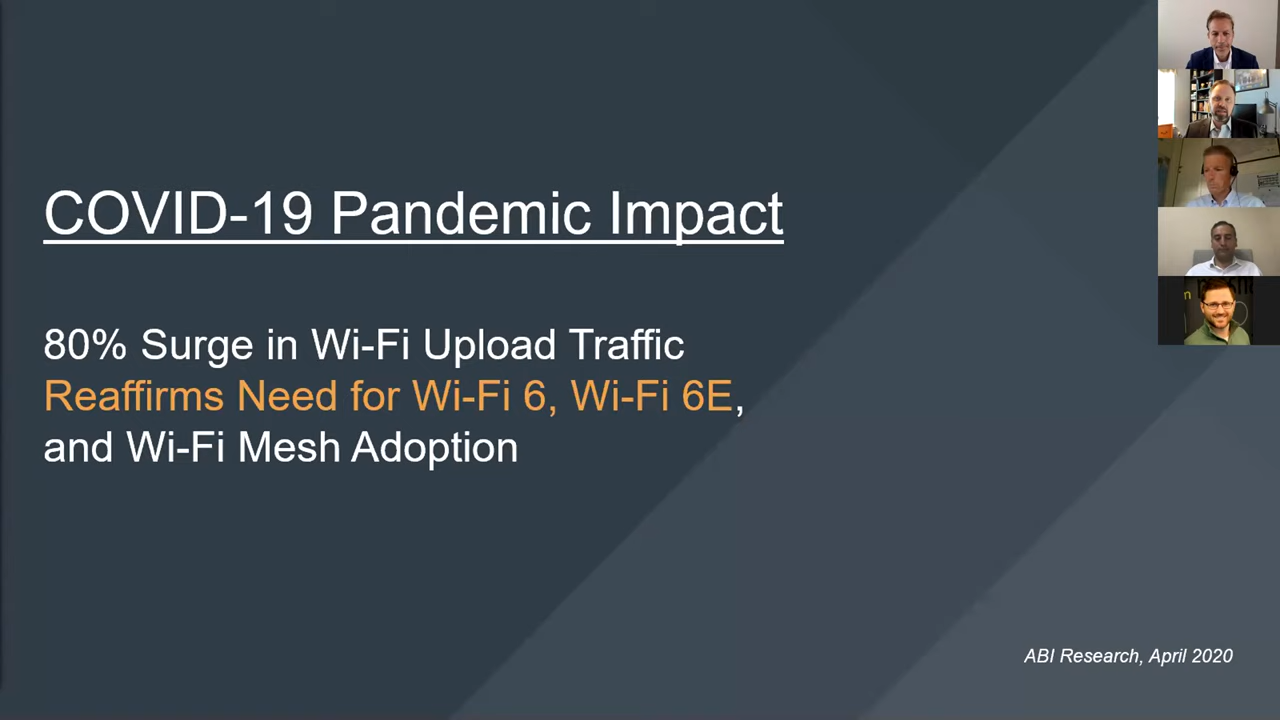 COVID-19 Pandemic Impact
80% Surge in Wi-Fi Upload Traffic
Reaffirms Need for Wi-Fi 6, Wi-Fi 6E,
and Wi-Fi Mesh Adoption
ABI Research, April 2020